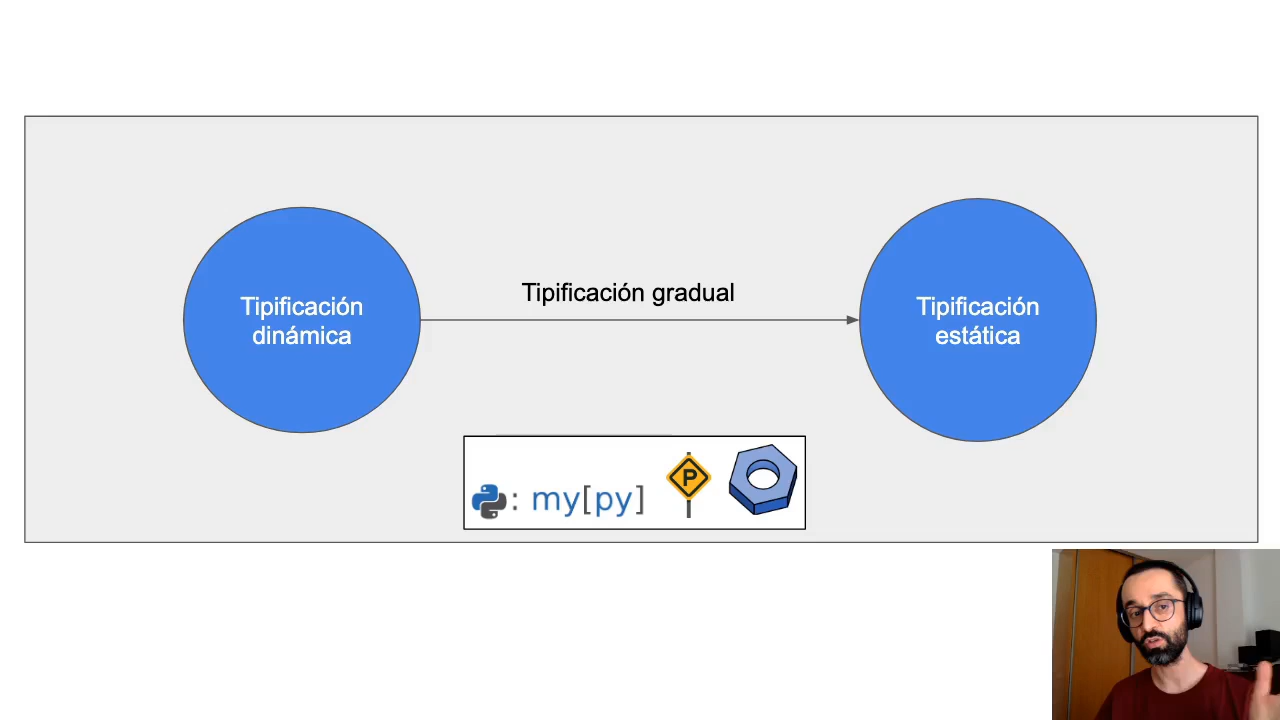 Tipificación
dinámica
Tipificación gradual
Tipificación
estática
: my[py]
P